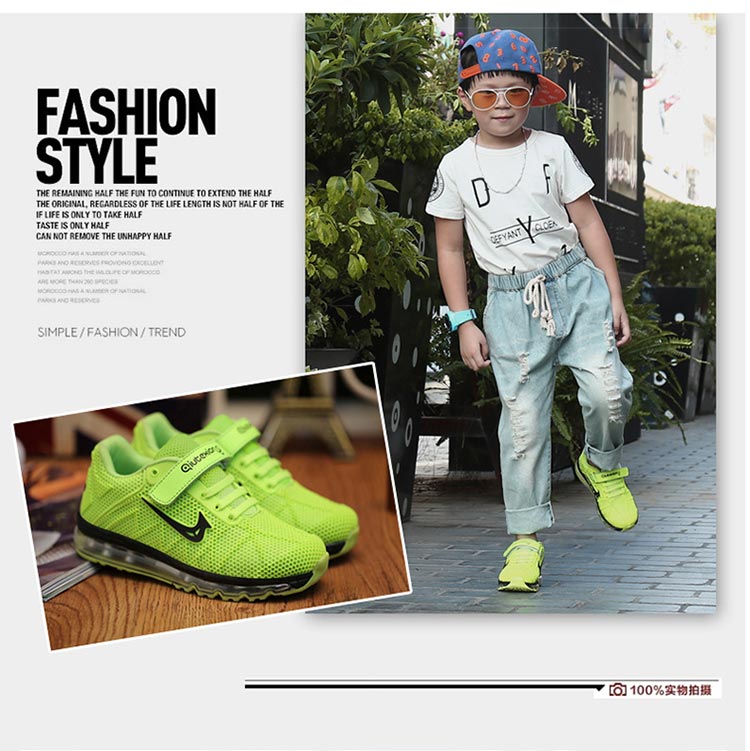 FASHION
STYLE
THE REMAINING HALF THE FUN TO CONTINUE TO EXTEND THE HALF
THE ORIGINAL, REGARDLESS OF THE LIFE LENGTH IS NOT HALF OF THE
IF LIFE IS ONLY TO TAKE HALF
TASTE IS ONLY HALF
CAN NOT REMOVE THE UNHAPPY HALF
MOROCCO HAS A NUMBER OF NATIONAL
PARKS AND RESERVES PROVIDING EXCELLENT
HABITAT AMONG THE WILDLIFE OF MOROCCO.
ARE MORE THAN 290 SPECIES
MOROCCO HAS A NUMBER OF NATIONAL
PARKS AND RESERVES
SIMPLE / FASHION / TREND
D F
Y
DEFYANT CLOEK
100%实物拍摄